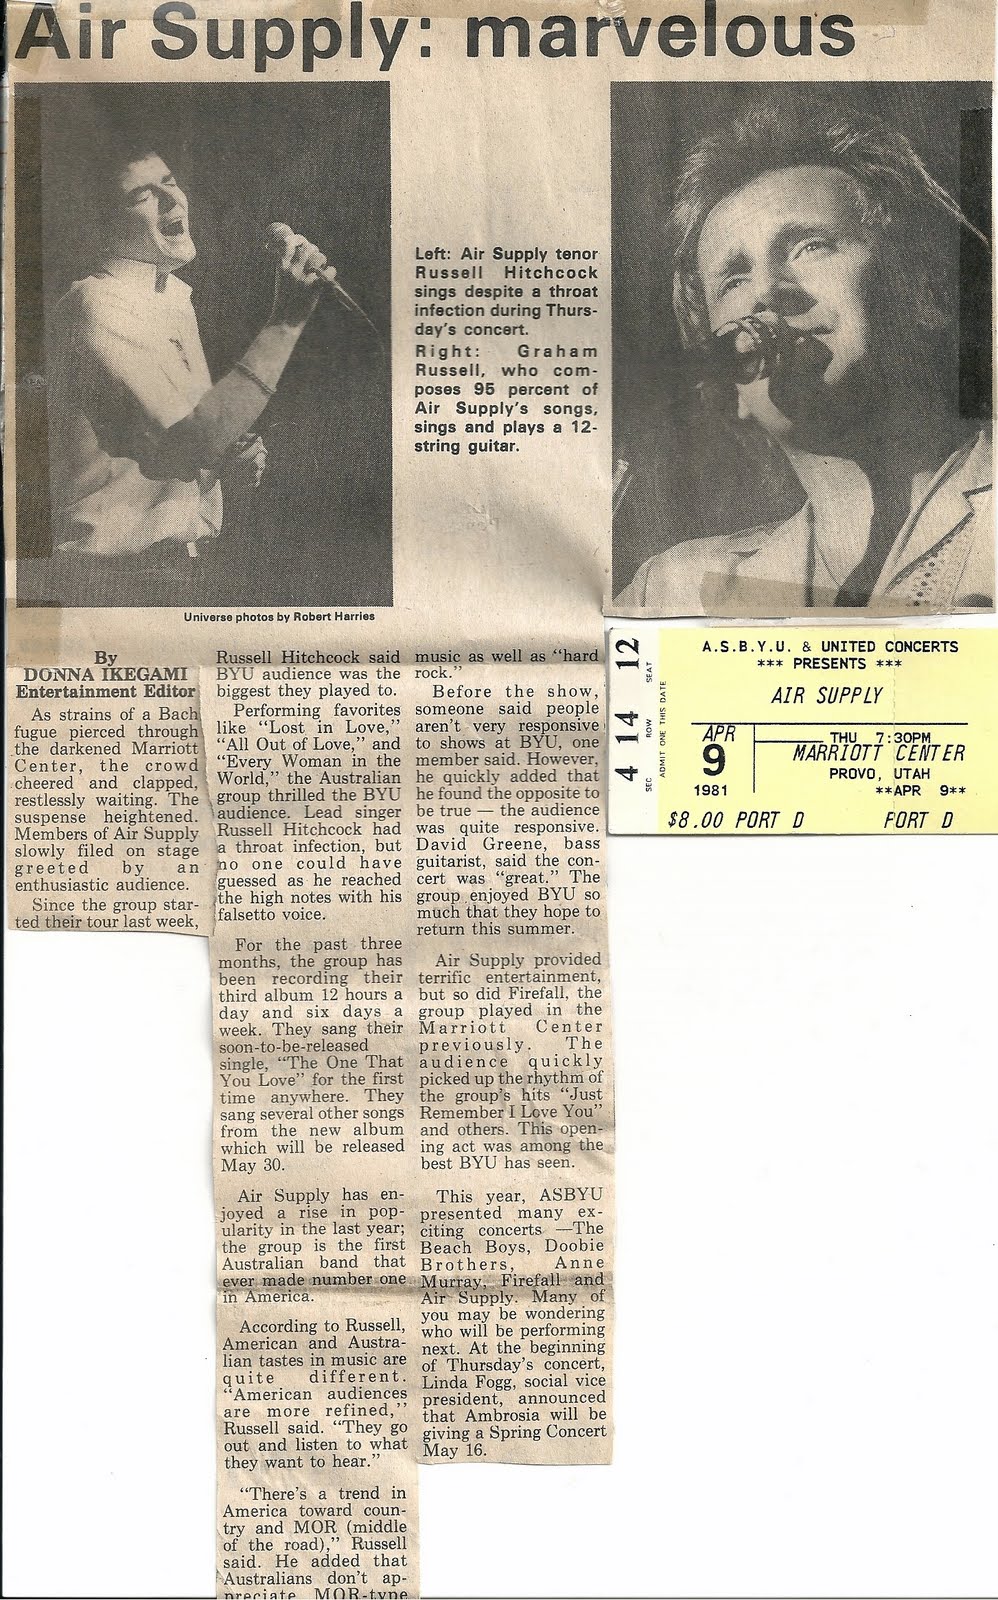 Air Supply: marvelous
Left: Air Supply tenor
Russell Hitchcock
sings despite a throat
infection during Thurs-
day's concert.
Right: Graham
Russell, who com-
poses 95 percent of
Air Supply's songs,
sings and plays a 12-
string guitar.
Universe photos by Robert Harries
By
DONNA IKEGAMI
Entertainment Editor
As strains of a Bach
fugue pierced through
the darkened Marriott
Center, the crowd
cheered and clapped,
restlessly waiting. The
suspense heightened.
Members of Air Supply
slowly filed on stage
greeted by an
enthusiastic audience.
Since the group star-
ted their tour last week,
Russell Hitchcock said
BYU audience was the
biggest they played to.
Performing favorites
like "Lost in Love,"
"All Out of Love," and
"Every Woman in the
World," the Australian
group thrilled the BYU
audience. Lead singer
Russell Hitchcock had
a throat infection, but
no one could have
guessed as he reached
the high notes with his
falsetto voice.
For the past three
months, the group has
been recording their
third album 12 hours a
day and six days a
week. They sang their
soon-to-be-released
single, "The One That
You Love" for the first
time anywhere. They
sang several other songs
from the new album
which will be released
May 30.
Air Supply has en-
joyed a rise in pop-
ularity in the last year;
the group is the first
Australian band that
ever made number one
in America.
According to Russell,
American and Austra-
lian tastes in music are
quite different.
"American audiences
are more refined,"
Russell said. "They go
out and listen to what
they want to hear."
"There's a trend in
America toward coun-
try and MOR (middle
of the road)," Russell
said. He added that
Australians don't ap-
preciate MOR-type
music as well as "hard
rock."
Before the show,
someone said people
aren't very responsive
to shows at BYU, one
member said. However,
he quickly added that
he found the opposite to
be true — the audience
was quite responsive.
David Greene, bass
guitarist, said the con-
cert was "great." The
group enjoyed BYU so
much that they hope to
return this summer.
Air Supply provided
terrific entertainment,
but so did Firefall, the
group played in the
Marriott Center
previously. The
audience quickly
picked up the rhythm of
the group's hits "Just
Remember I Love You"
and others. This open-
ing act was among the
best BYU has seen.
This year, ASBYU
presented many ex-
citing concerts —The
Beach Boys, Doobie
Brothers, Anne
Murray, Firefall and
Air Supply. Many of
you may be wondering
who will be performing
next. At the beginning
of Thursday's concert,
Linda Fogg, social vice
president, announced
that Ambrosia will be
giving a Spring Concert
May 16.
4 14 12
SEC ROW SEAT
ADMIT ONE THIS DATE
A.S.B.Y.U. & UNITED CONCERTS
*** PRESENTS ***
AIR SUPPLY
APR
9
1981
THU 7:30PM
MARRIOTT CENTER
PROVO, UTAH
**APR 9**
$8.00 PORT D PORT D